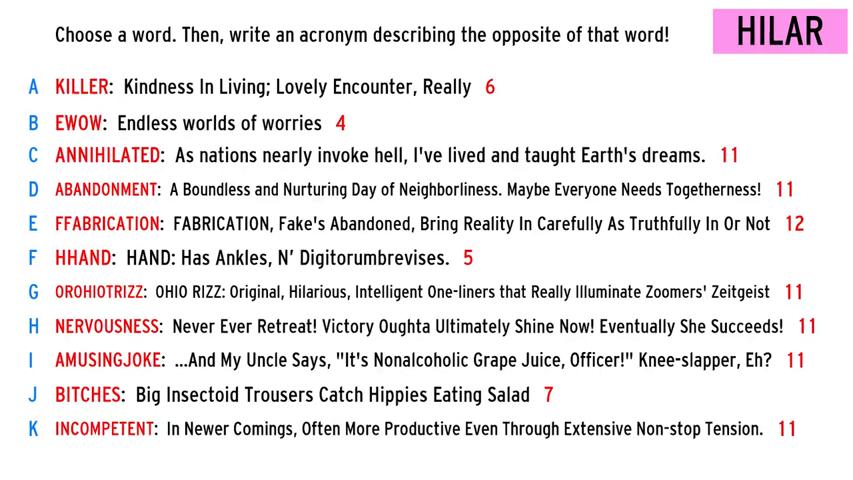 Choose a word. Then, write an acronym describing the opposite of that word!
HILAR
A KILLER: Kindness In Living; Lovely Encounter, Really 6
B EWOW: Endless worlds of worries 4
C ANNIHILATED: As nations nearly invoke hell, I've lived and taught Earth's dreams. 11
D ABANDONMENT: A Boundless and Nurturing Day of Neighborliness. Maybe Everyone Needs Togetherness! 11
E FFABRICATION: FABRICATION, Fake's Abandoned, Bring Reality In Carefully As Truthfully In Or Not 12
F HHAND: HAND: Has Ankles, N' Digitorumbrevises. 5
G OROHIOTRIZZ: OHIO RIZZ: Original, Hilarious, Intelligent One-liners that Really Illuminate Zoomers' Zeitgeist 11
H NERVOUSNESS: Never Ever Retreat! Victory Oughta Ultimately Shine Now! Eventually She Succeeds! 11
I AMUSINGJOKE: ...And My Uncle Says, "It's Nonalcoholic Grape Juice, Officer!" Knee-slapper, Eh? 11
J BITCHES: Big Insectoid Trousers Catch Hippies Eating Salad 7
K INCOMPETENT: In Newer Comings, Often More Productive Even Through Extensive Non-stop Tension. 11